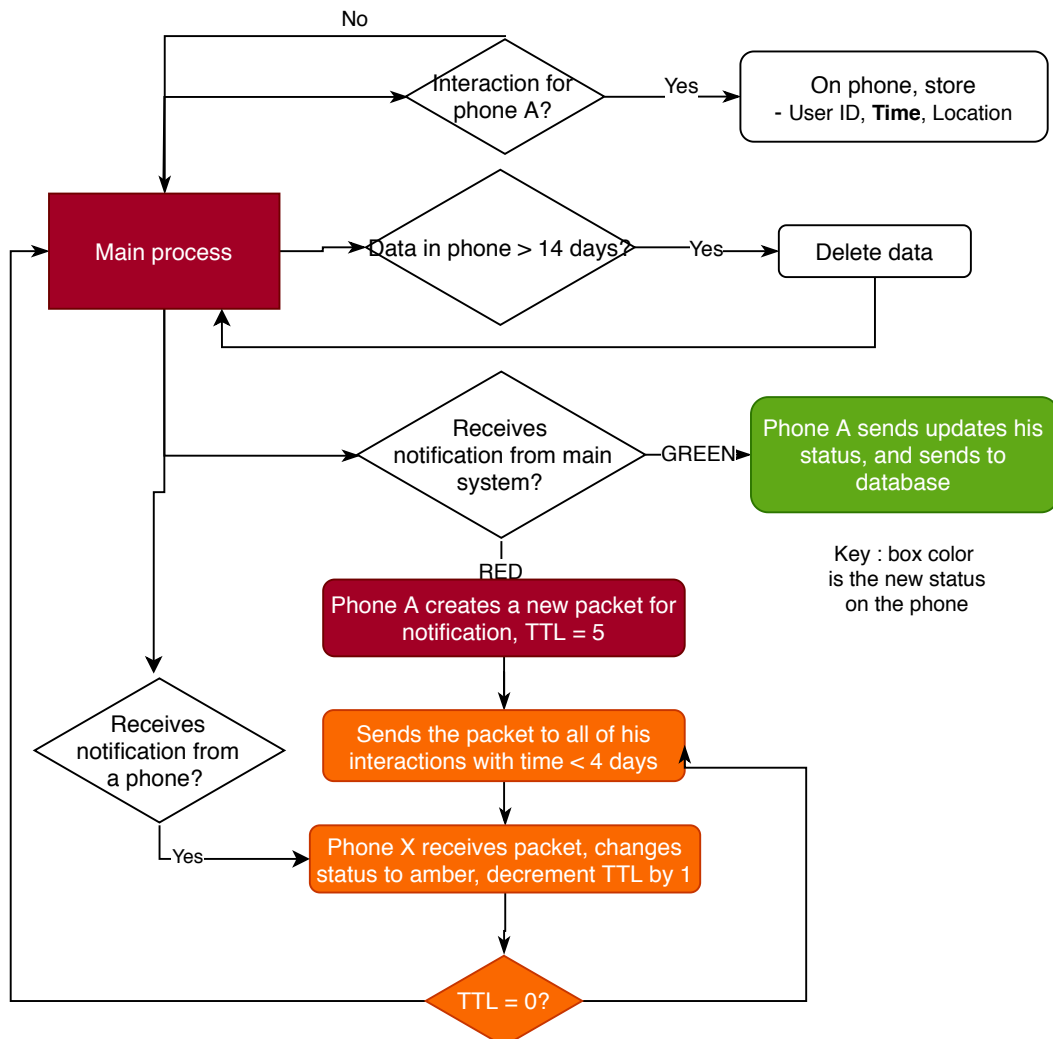 No
Interaction for
phone A?
Yes
On phone, store
- User ID, Time, Location
Main process
Data in phone > 14 days?
Yes
Delete data
Receives
notification from main
system?
GREEN
Phone A sends updates his
status, and sends to
database
Key : box color
is the new status
on the phone
RED
Phone A creates a new packet for
notification, TTL = 5
Receives
notification from
a phone?
Sends the packet to all of his
interactions with time < 4 days
Yes
Phone X receives packet, changes
status to amber, decrement TTL by 1
TTL = 0?